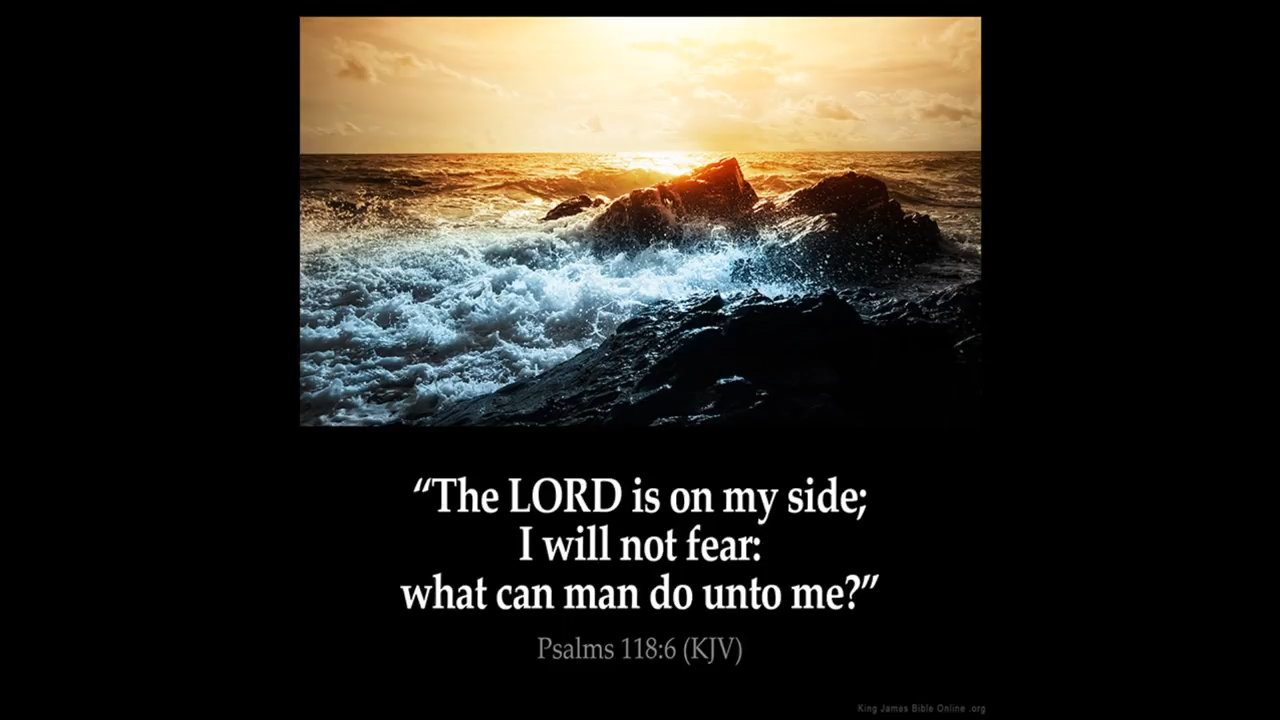 “The LORD is on my side;
I will not fear:
what can man do unto me?”
Psalms 118:6 (KJV)
King James Bible Online .org